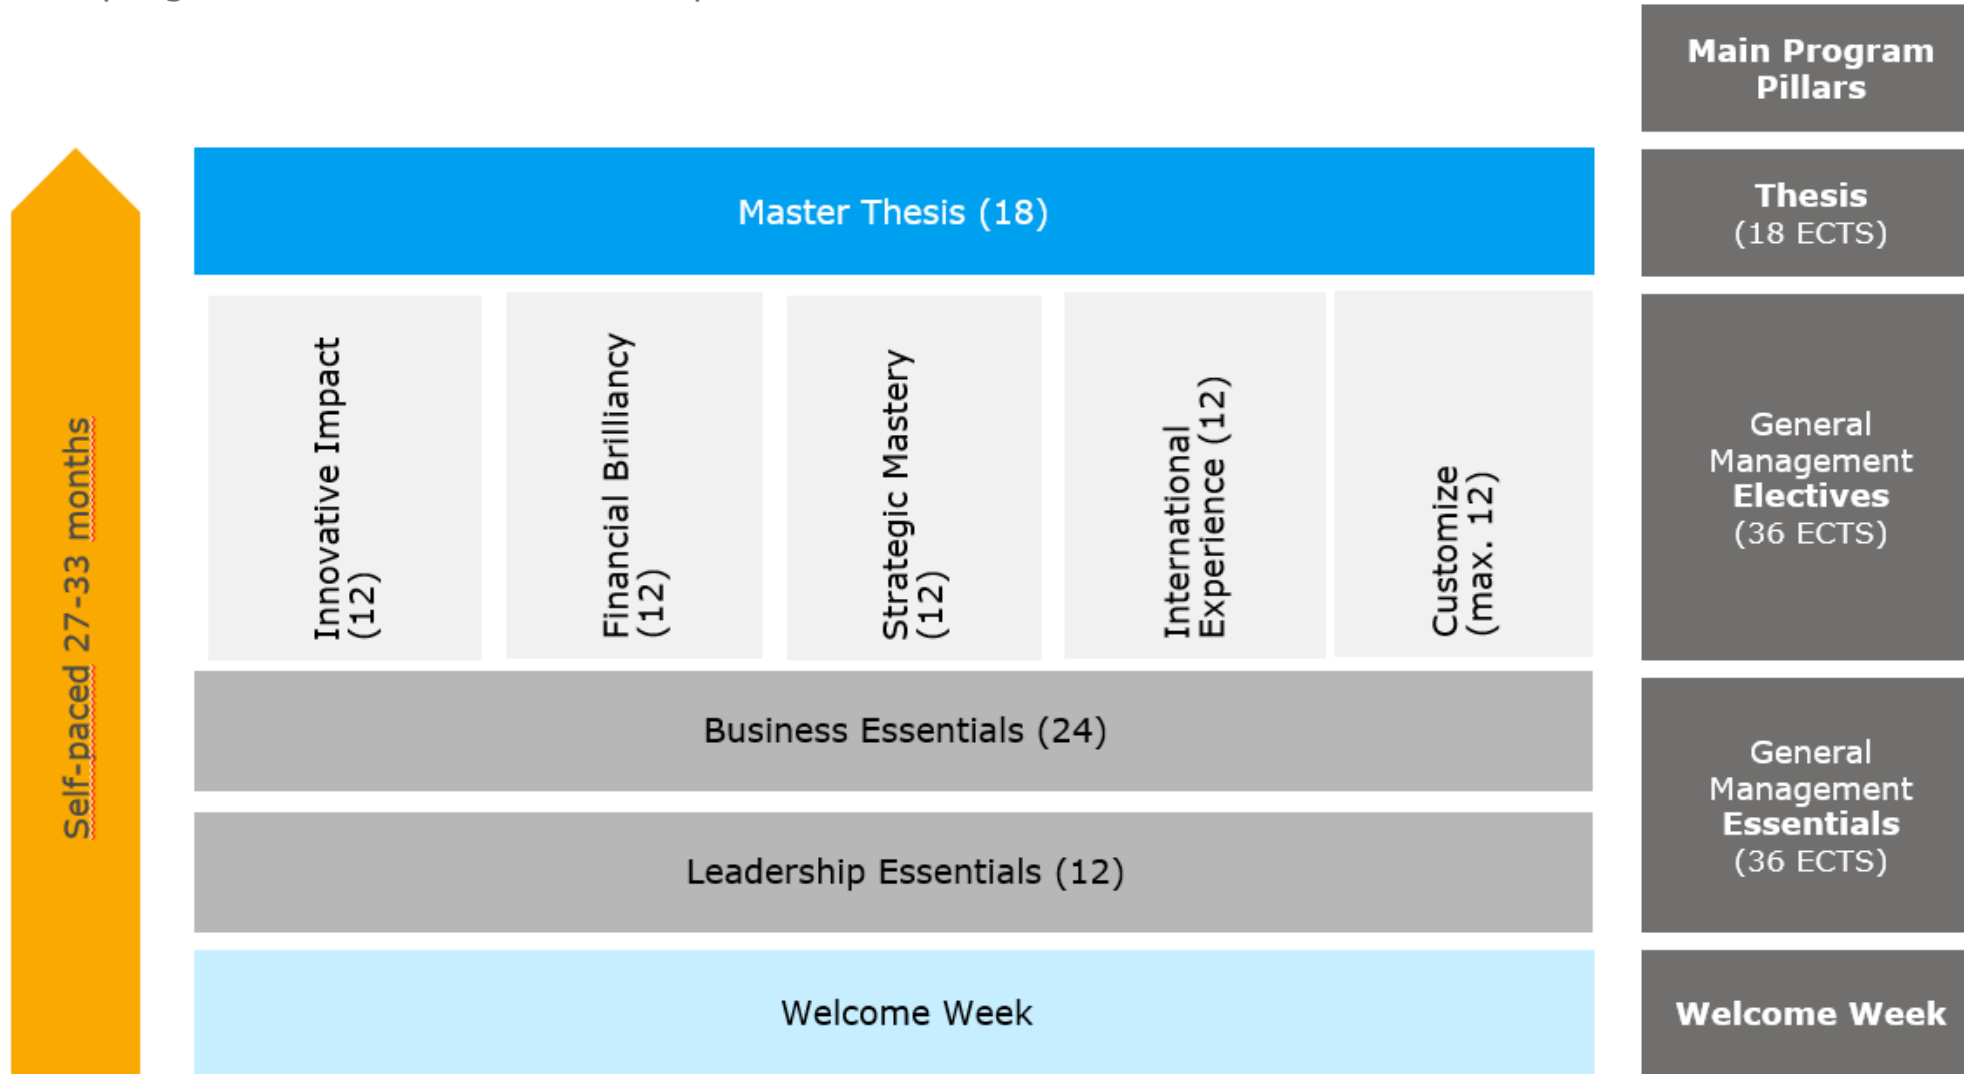 Main Program
Pillars
Master Thesis (18)
Thesis
(18 ECTS)
Self-paced 27-33 months
Innovative Impact
(12)
Financial Brilliancy
(12)
Strategic Mastery
(12)
International
Experience (12)
Customize
(max. 12)
General
Management
Electives
(36 ECTS)
Business Essentials (24)
Leadership Essentials (12)
General
Management
Essentials
(36 ECTS)
Welcome Week
Welcome Week